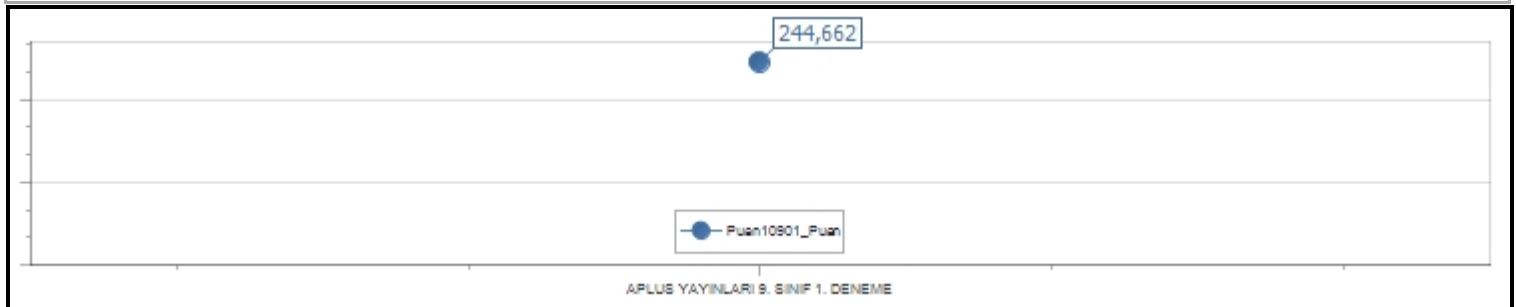 244,662
Puan10901_Puan
APLUS YAYINLARI 9. SINIF 1. DENEME